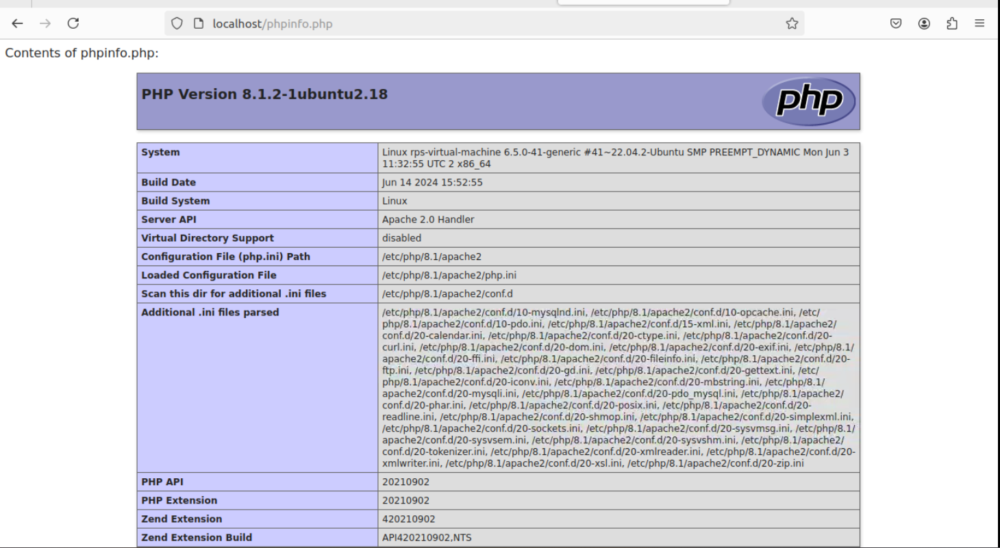 localhost/phpinfo.php
Contents of phpinfo.php:
PHP Version 8.1.2-1ubuntu2.18
php
System
Linux rps-virtual-machine 6.5.0-41-generic #41~22.04.2-Ubuntu SMP PREEMPT_DYNAMIC Mon Jun 3
11:32:55 UTC 2 x86_64
Build Date
Jun 14 2024 15:52:55
Build System
Linux
Server API
Apache 2.0 Handler
Virtual Directory Support
disabled
Configuration File (php.ini) Path
/etc/php/8.1/apache2
Loaded Configuration File
/etc/php/8.1/apache2/php.ini
Scan this dir for additional .ini files
/etc/php/8.1/apache2/conf.d
Additional .ini files parsed
/etc/php/8.1/apache2/conf.d/10-mysqlnd.ini, /etc/php/8.1/apache2/conf.d/10-opcache.ini, /etc/
php/8.1/apache2/conf.d/10-pdo.ini, /etc/php/8.1/apache2/conf.d/15-xml.ini, /etc/php/8.1/apache2/
conf.d/20-calendar.ini, /etc/php/8.1/apache2/conf.d/20-ctype.ini, /etc/php/8.1/apache2/conf.d/20-
curl.ini, /etc/php/8.1/apache2/conf.d/20-dom.ini, /etc/php/8.1/apache2/conf.d/20-exif.ini, /etc/php/8.1/
apache2/conf.d/20-ffi.ini, /etc/php/8.1/apache2/conf.d/20-fileinfo.ini, /etc/php/8.1/apache2/conf.d/20-
ftp.ini, /etc/php/8.1/apache2/conf.d/20-gd.ini, /etc/php/8.1/apache2/conf.d/20-gettext.ini, /etc/
php/8.1/apache2/conf.d/20-iconv.ini, /etc/php/8.1/apache2/conf.d/20-mbstring.ini, /etc/php/8.1/
apache2/conf.d/20-mysqli.ini, /etc/php/8.1/apache2/conf.d/20-pdo_mysql.ini, /etc/php/8.1/apache2/
conf.d/20-phar.ini, /etc/php/8.1/apache2/conf.d/20-posix.ini, /etc/php/8.1/apache2/conf.d/20-
readline.ini, /etc/php/8.1/apache2/conf.d/20-shmop.ini, /etc/php/8.1/apache2/conf.d/20-simplexml.ini,
/etc/php/8.1/apache2/conf.d/20-sockets.ini, /etc/php/8.1/apache2/conf.d/20-sysvmsg.ini, /etc/php/8.1/
apache2/conf.d/20-sysvsem.ini, /etc/php/8.1/apache2/conf.d/20-sysvshm.ini, /etc/php/8.1/apache2/
conf.d/20-tokenizer.ini, /etc/php/8.1/apache2/conf.d/20-xmlreader.ini, /etc/php/8.1/apache2/conf.d/20-
xmlwriter.ini, /etc/php/8.1/apache2/conf.d/20-xsl.ini, /etc/php/8.1/apache2/conf.d/20-zip.ini
PHP API
20210902
PHP Extension
20210902
Zend Extension
420210902
Zend Extension Build
API420210902,NTS